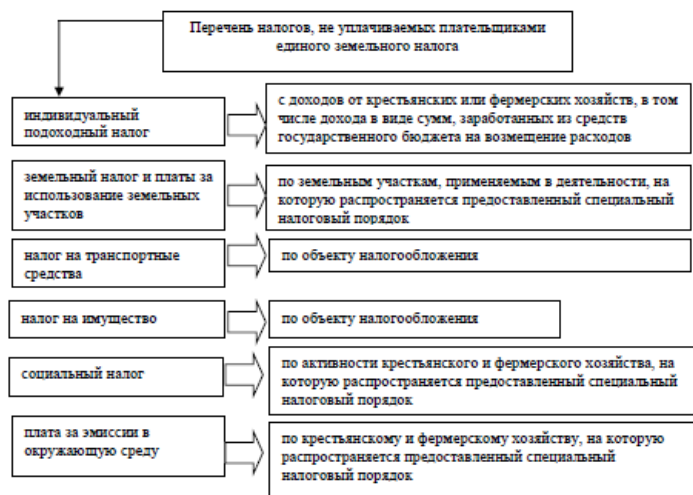 Перечень налогов, не уплачиваемых плательщиками
единого земельного налога
индивидуальный
подоходный налог
с доходов от крестьянских или фермерских хозяйств, в том
числе дохода в виде сумм, заработанных из средств
государственного бюджета на возмещение расходов
земельный налог и платы за
использование земельных
участков
по земельным участкам, применяемым в деятельности, на
которую распространяется предоставленный специальный
налоговый порядок
налог на транспортные
средства
по объекту налогообложения
налог на имущество
по объекту налогообложения
социальный налог
по активности крестьянского и фермерского хозяйства, на
которую распространяется предоставленный специальный
налоговый порядок
плата за эмиссии в
окружающую среду
по крестьянскому и фермерскому хозяйству, на которую
распространяется предоставленный специальный
налоговый порядок